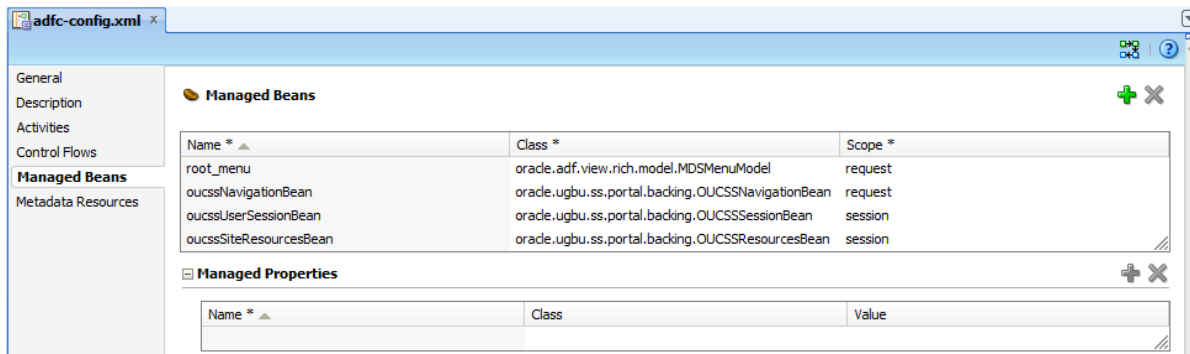 adfc-config.xml x
General
Description
Activities
Control Flows
Managed Beans
Metadata Resources
Managed Beans
Name * Class * Scope *
root_menu oracle.adf.view.rich.model.MDSMenuModel request
oucssNavigationBean oracle.ugbu.ss.portal.backing.OUCSSNavigationBean request
oucssUserSessionBean oracle.ugbu.ss.portal.backing.OUCSSSessionBean session
oucssSiteResourcesBean oracle.ugbu.ss.portal.backing.OUCSSResourcesBean session
Managed Properties
Name * Class Value